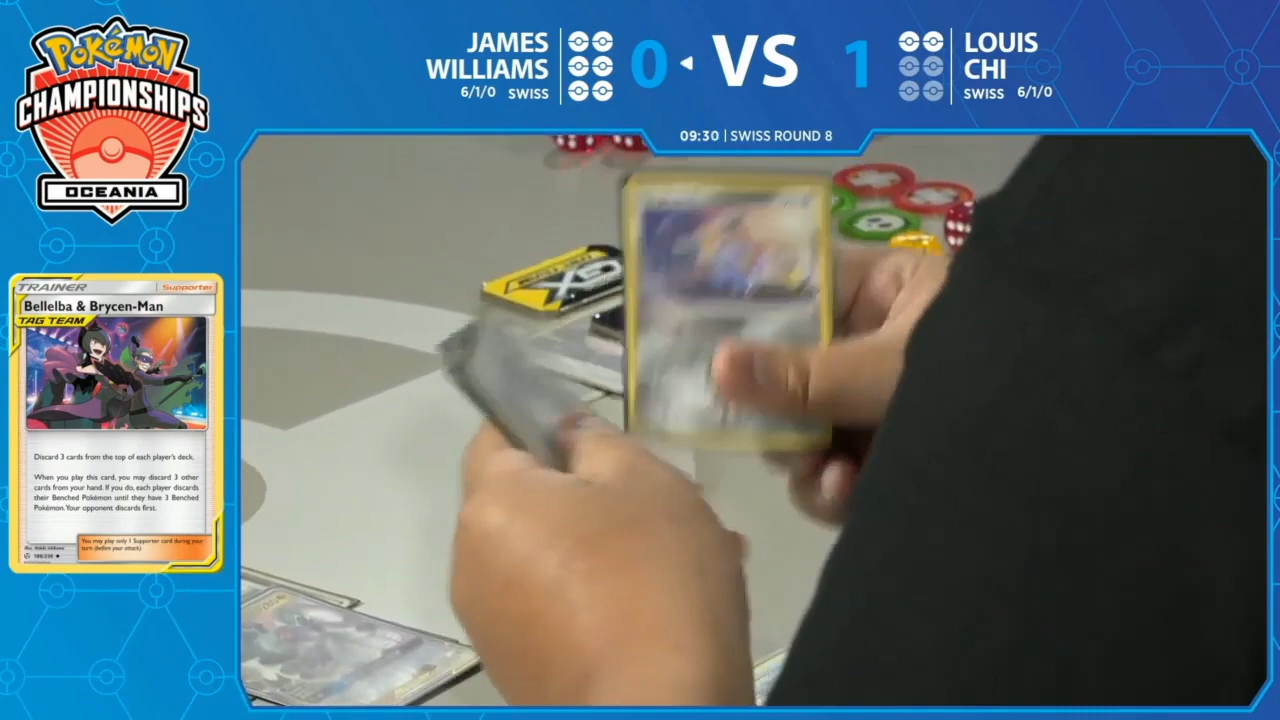 Pokémon
CHAMPIONSHIPS
OCEANIA
JAMES
WILLIAMS
6/1/0 SWISS
0
VS
1
LOUIS
CHI
SWISS 6/1/0
09:30 | SWISS ROUND 8
TRAINER
Supporter
Bellelba & Brycen-Man
TAG TEAM
Discard 3 cards from the top of each player's deck.
When you play this card, you may discard 3 other
cards from your hand. If you do, each player discards
their Benched Pokémon until they have 3 Benched
Pokémon. Your opponent discards first.
You may play only 1 Supporter card during your
turn (before your attack).
186/236
GX